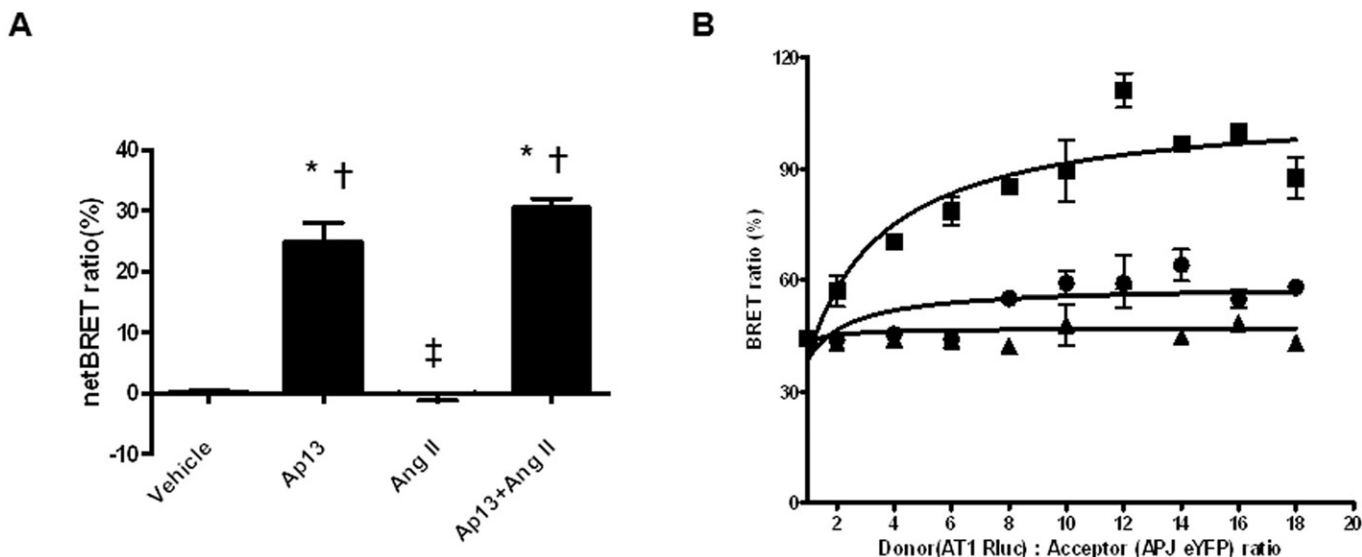 A
netBRET ratio(%)
40
30
20
10
0
-10
* †
‡
* †
Vehicle
Ap13
Ang II
Ap13+Ang II
B
BRET ratio (%)
120
90
60
30
0
2 4 6 8 10 12 14 16 18 20
Donor(AT1 Rluc) : Acceptor (APJ eYFP) ratio